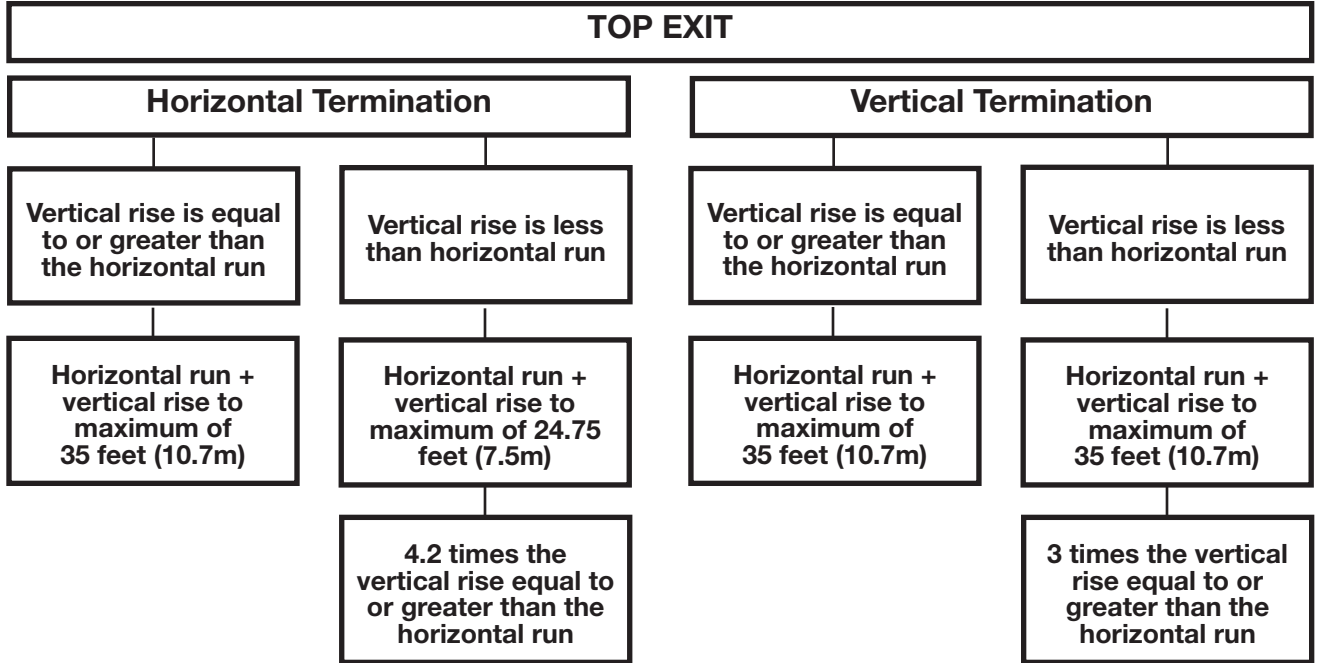 TOP EXIT
Horizontal Termination
Vertical rise is equal
to or greater than
the horizontal run
Horizontal run +
vertical rise to
maximum of
35 feet (10.7m)
Vertical rise is less
than horizontal run
Horizontal run +
vertical rise to
maximum of 24.75
feet (7.5m)
4.2 times the
vertical rise equal to
or greater than the
horizontal run
Vertical Termination
Vertical rise is equal
to or greater than
the horizontal run
Horizontal run +
vertical rise to
maximum of
35 feet (10.7m)
Vertical rise is less
than horizontal run
Horizontal run +
vertical rise to
maximum of
35 feet (10.7m)
3 times the vertical
rise equal to or
greater than the
horizontal run